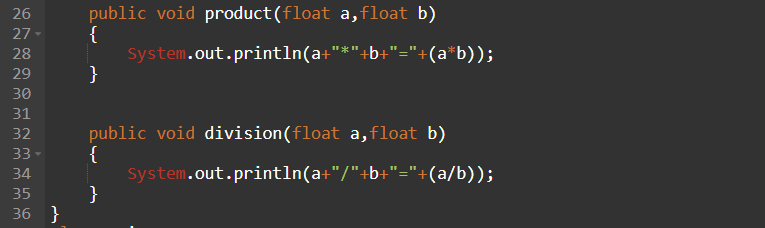 26 public void product(float a,float b)
27 {
28 System.out.println(a+"*"+b+"="+(a*b));
29 }
30
31
32 public void division(float a,float b)
33 {
34 System.out.println(a+"/"+b+"="+(a/b));
35 }
36 }